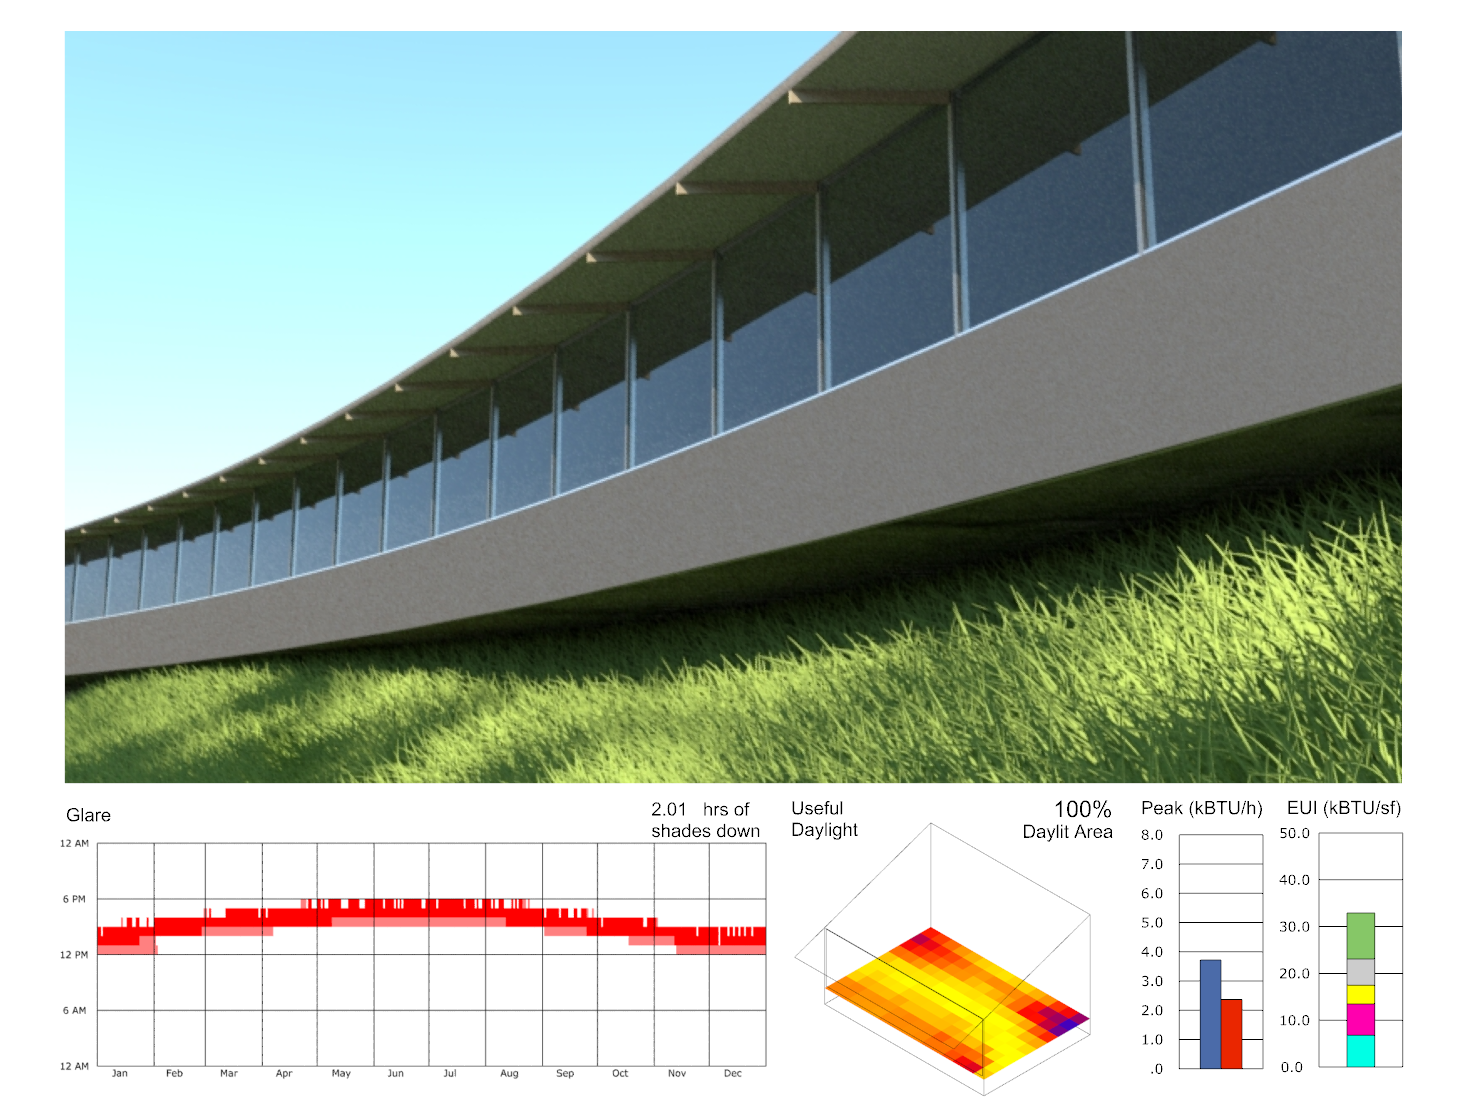 Glare
2.01 hrs of
shades down
12 AM
6 PM
12 PM
6 AM
12 AM
Jan Feb Mar Apr May Jun Jul Aug Sep Oct Nov Dec
Useful
Daylight
100%
Daylit Area
Peak (kBTU/h)
8.0
7.0
6.0
5.0
4.0
3.0
2.0
1.0
.0
EUI (kBTU/sf)
50.0
40.0
30.0
20.0
10.0
0.0